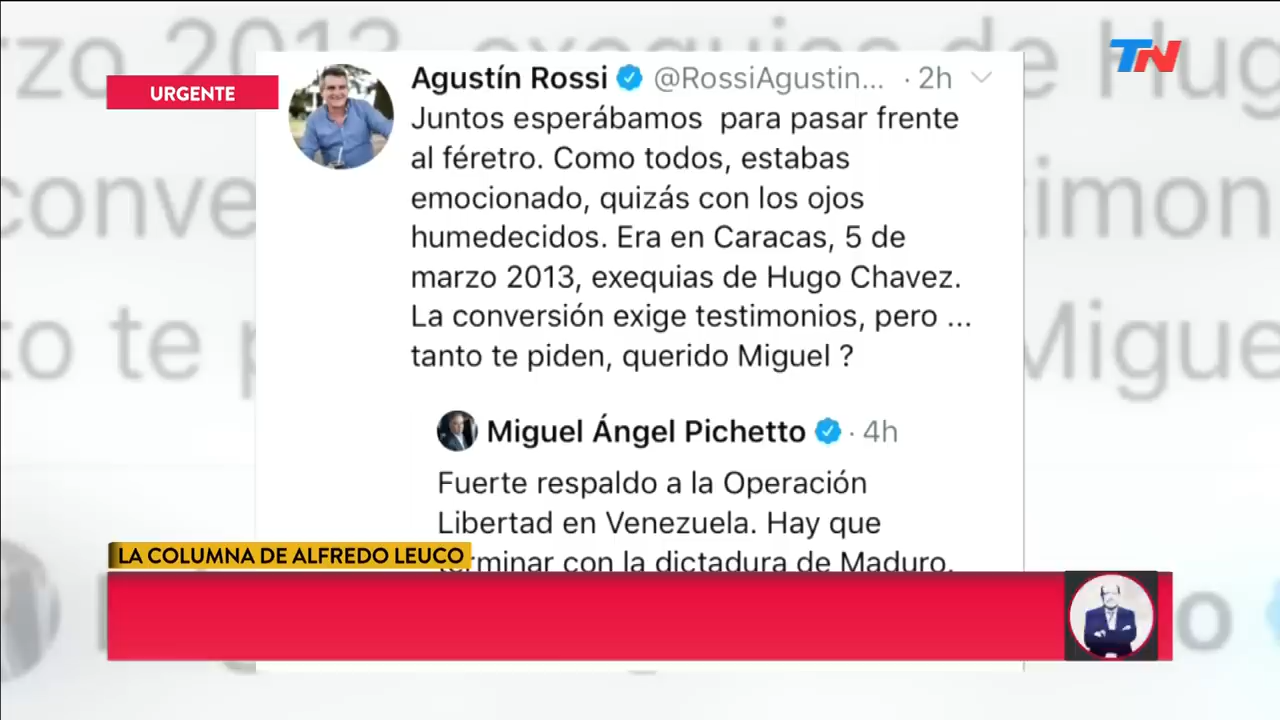 TN
URGENTE
Agustín Rossi @RossiAgustin... · 2h
Juntos esperábamos para pasar frente
al féretro. Como todos, estabas
emocionado, quizás con los ojos
humedecidos. Era en Caracas, 5 de
marzo 2013, exequias de Hugo Chavez.
La conversión exige testimonios, pero ...
tanto te piden, querido Miguel ?
Miguel Ángel Pichetto · 4h
Fuerte respaldo a la Operación
Libertad en Venezuela. Hay que
terminar con la dictadura de Maduro.
LA COLUMNA DE ALFREDO LEUCO